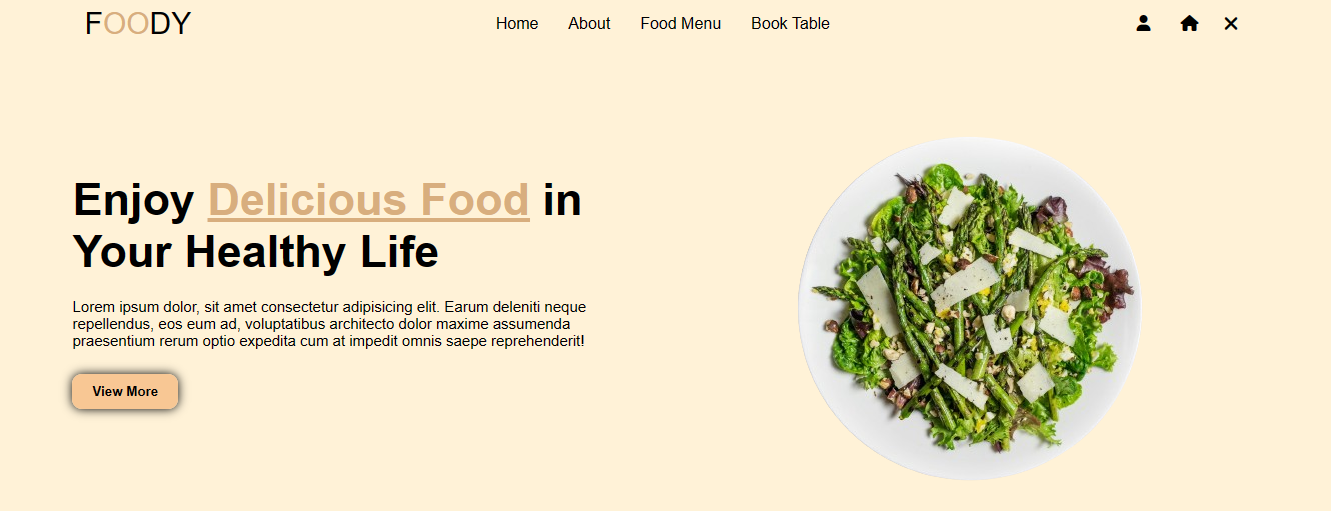 FOODY
Home About Food Menu Book Table
Enjoy Delicious Food in
Your Healthy Life
Lorem ipsum dolor, sit amet consectetur adipisicing elit. Earum deleniti neque
repellendus, eos eum ad, voluptatibus architecto dolor maxime assumenda
praesentium rerum optio expedita cum at impedit omnis saepe reprehenderit!
View More